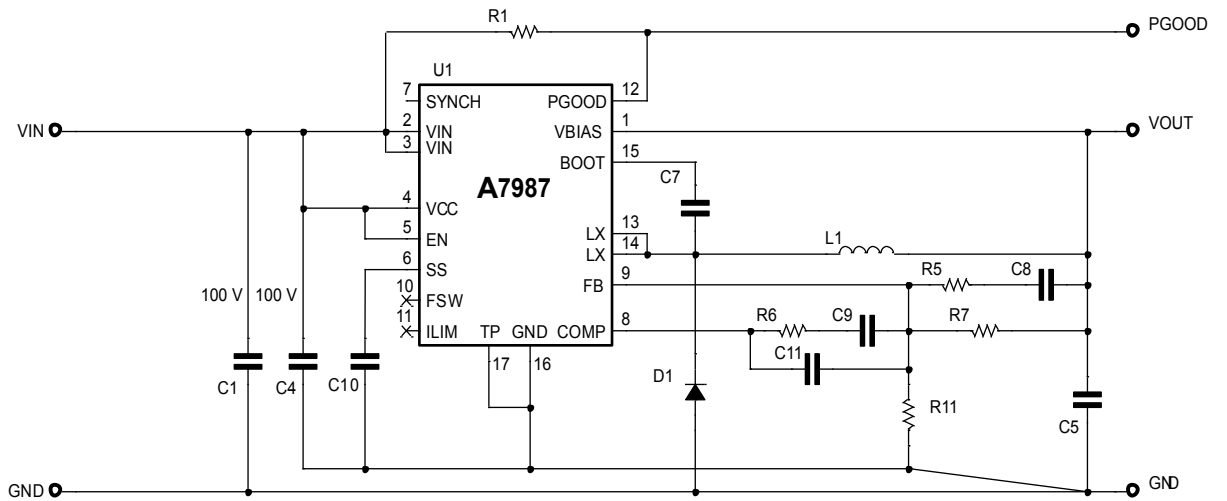 R1
PGOOD
U1
7
SYNCH
PGOOD
12
VIN
2
VIN
VBIAS
1
VOUT
3
VIN
BOOT
15
C7
A7987
4
VCC
LX
13
5
EN
LX
14
L1
6
SS
FB
9
R5
C8
100 V
100 V
10
FSW
R6
C9
R7
11
ILIM
TP
GND
COMP
8
C11
17
16
C1
C4
C10
D1
R11
C5
GND
GND